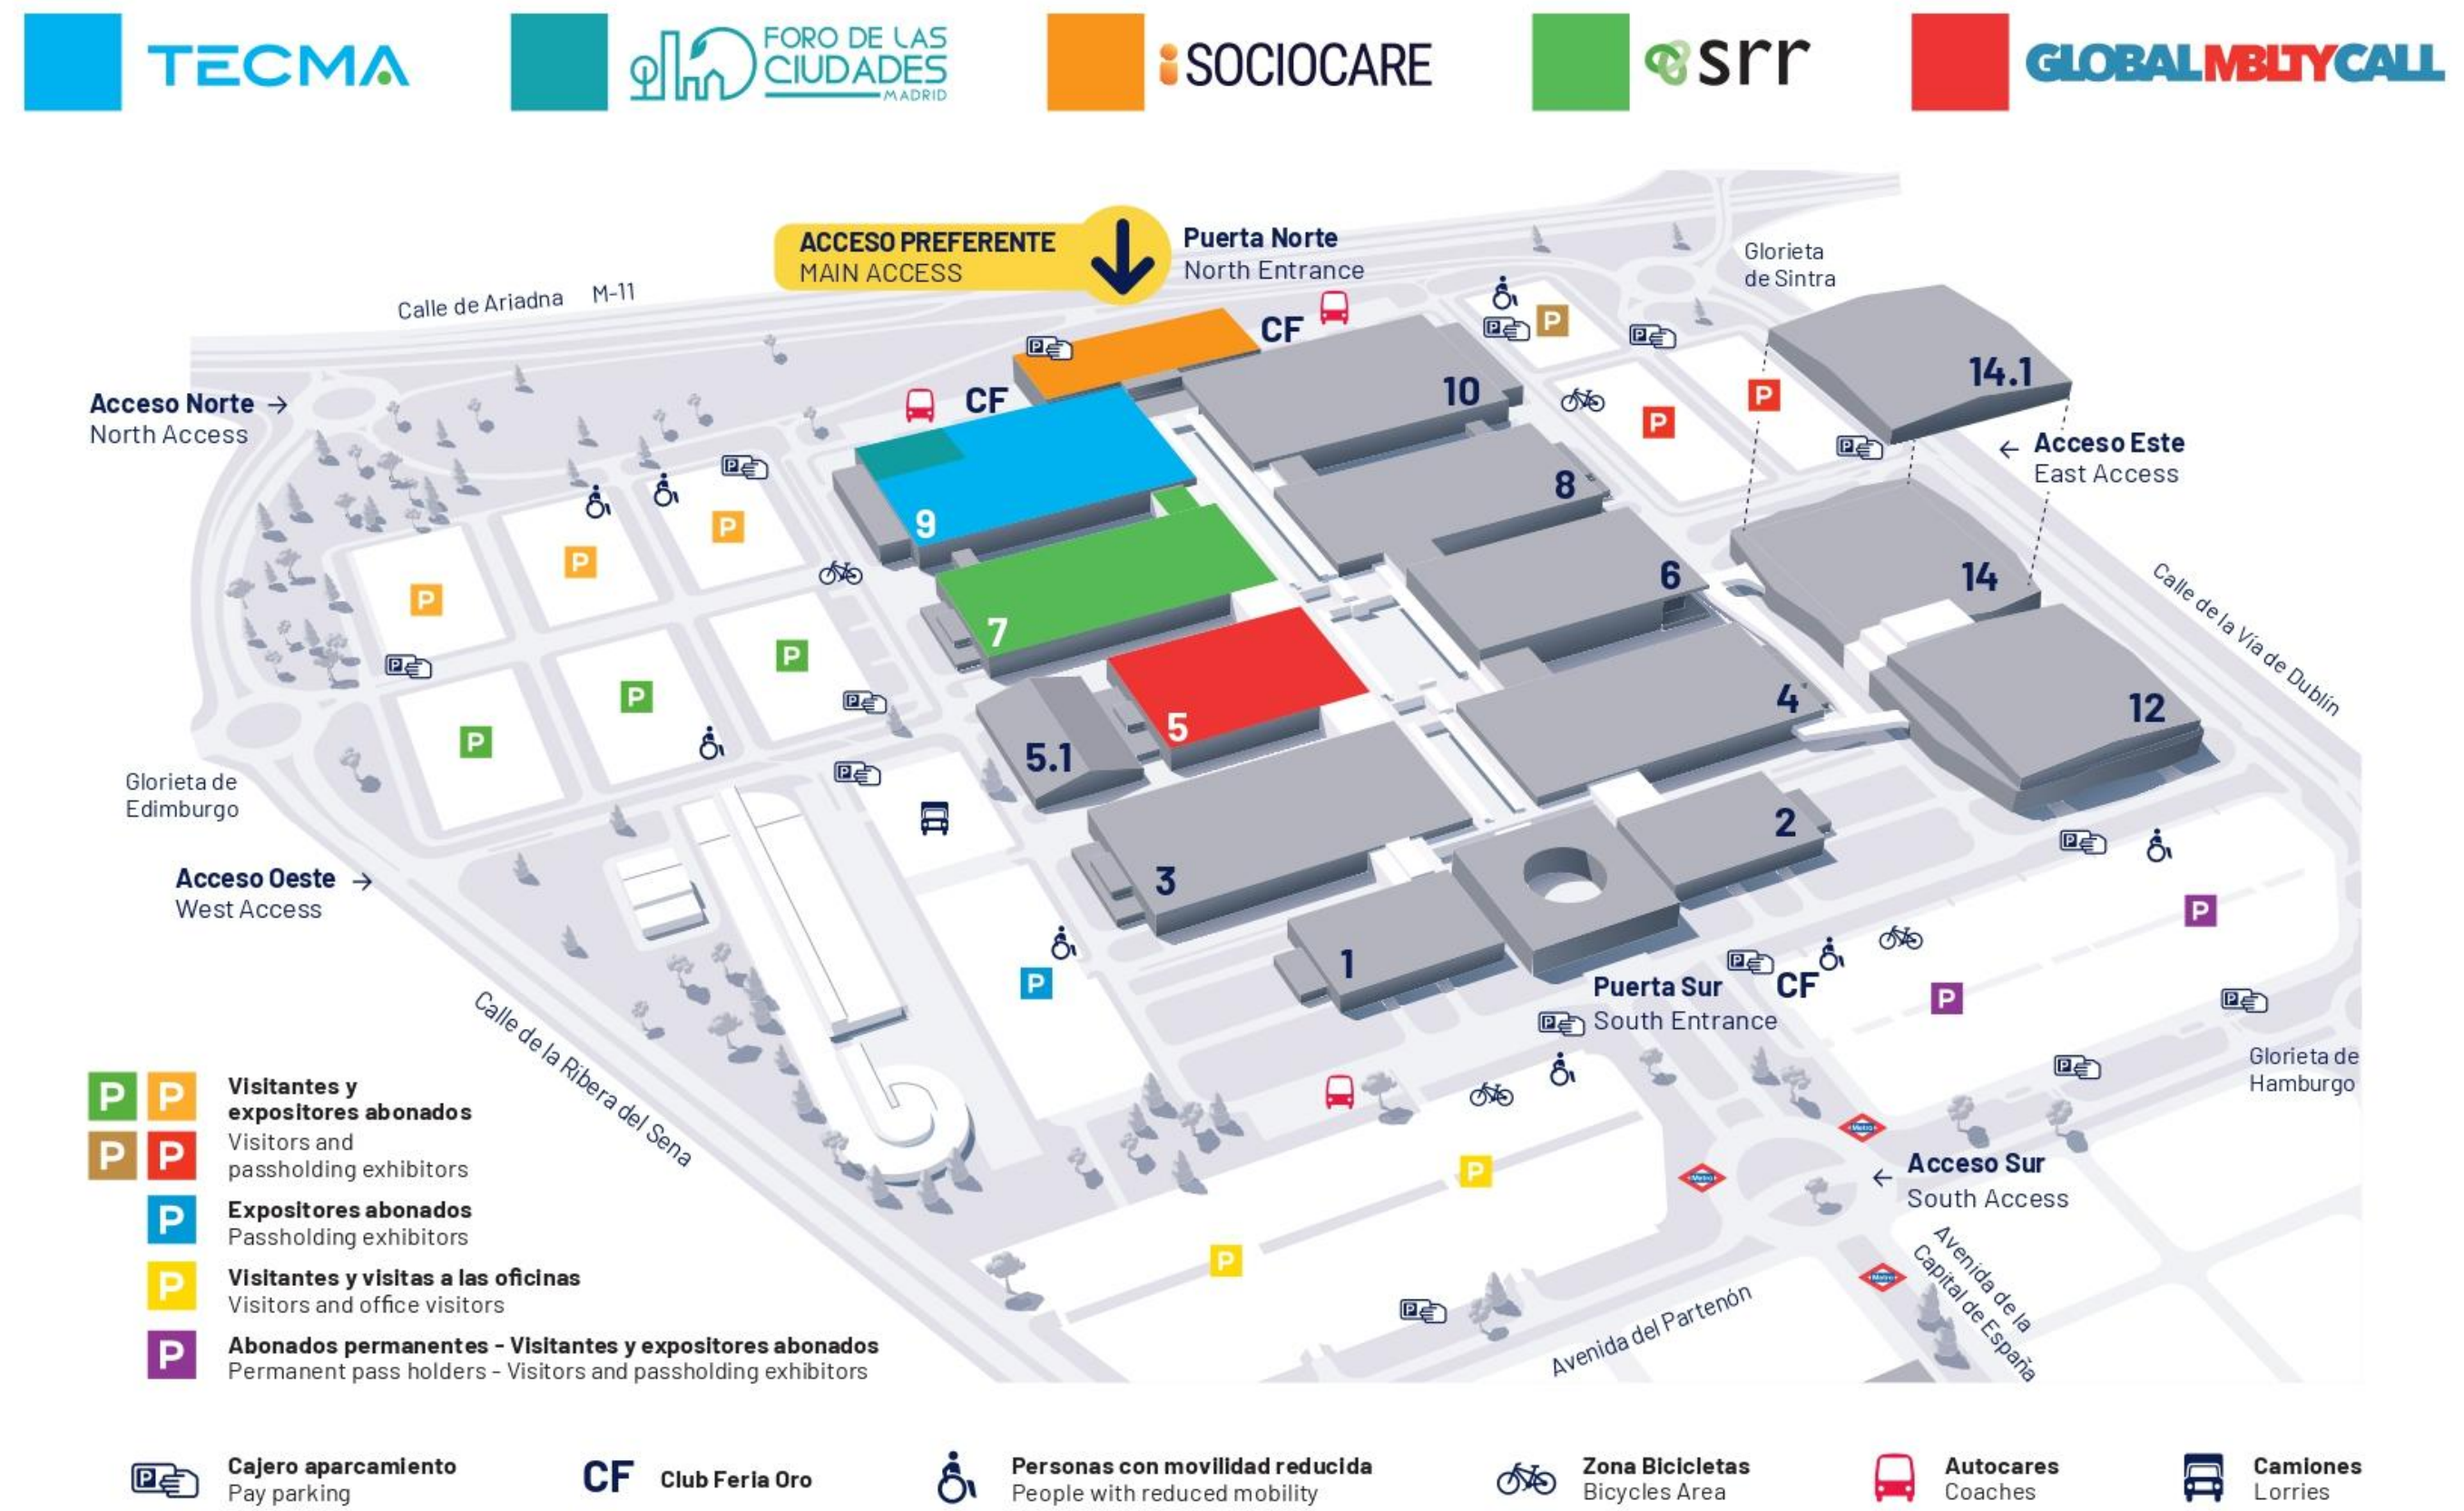 TECMA
FORO DE LAS
CIUDADES
MADRID
SOCIOCARE
srr
GLOBALMBLTYCALL
ACCESO PREFERENTE
MAIN ACCESS
Puerta Norte
North Entrance
Glorieta
de Sintra
Calle de Ariadna M-11
CF
P
P
P
14.1
Acceso Norte →
North Access
CF
10
P
P
P
← Acceso Este
East Access
P
P
8
9
P
P
P
6
14
Calle de la Vía de Dublín
7
P
P
P
P
P
P
5
5.1
4
12
Glorieta de
Edimburgo
P
2
P
Acceso Oeste →
West Access
3
P
1
P
P
Puerta Sur
South Entrance
CF
P
P
P
P
Glorieta de
Hamburgo
Calle de la Ribera del Sena
Metro
Metro
← Acceso Sur
South Access
P
P
Metro
P
Avenida del Partenón
Avenida de la
Capital de España
P P
Visitantes y
expositores abonados
P P
Visitors and
passholding exhibitors
P
Expositores abonados
Passholding exhibitors
P
Visitantes y visitas a las oficinas
Visitors and office visitors
P
Abonados permanentes - Visitantes y expositores abonados
Permanent pass holders - Visitors and passholding exhibitors
P
Cajero aparcamiento
Pay parking
CF Club Feria Oro
Personas con movilidad reducida
People with reduced mobility
Zona Bicicletas
Bicycles Area
Autocares
Coaches
Camiones
Lorries